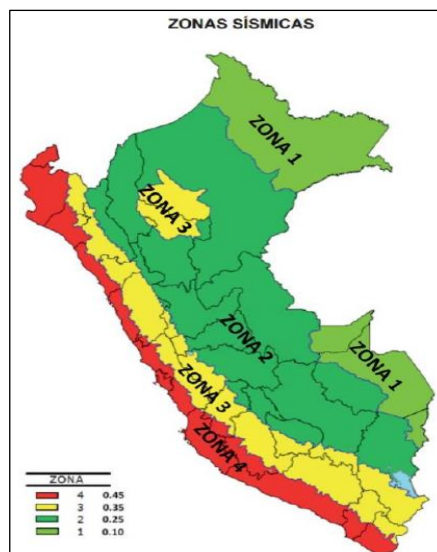 ZONAS SÍSMICAS
ZONA 1
ZONA 3
ZONA 2
ZONA 1
ZONA 3
ZONA 4
ZONA
4 0.45
3 0.35
2 0.25
1 0.10